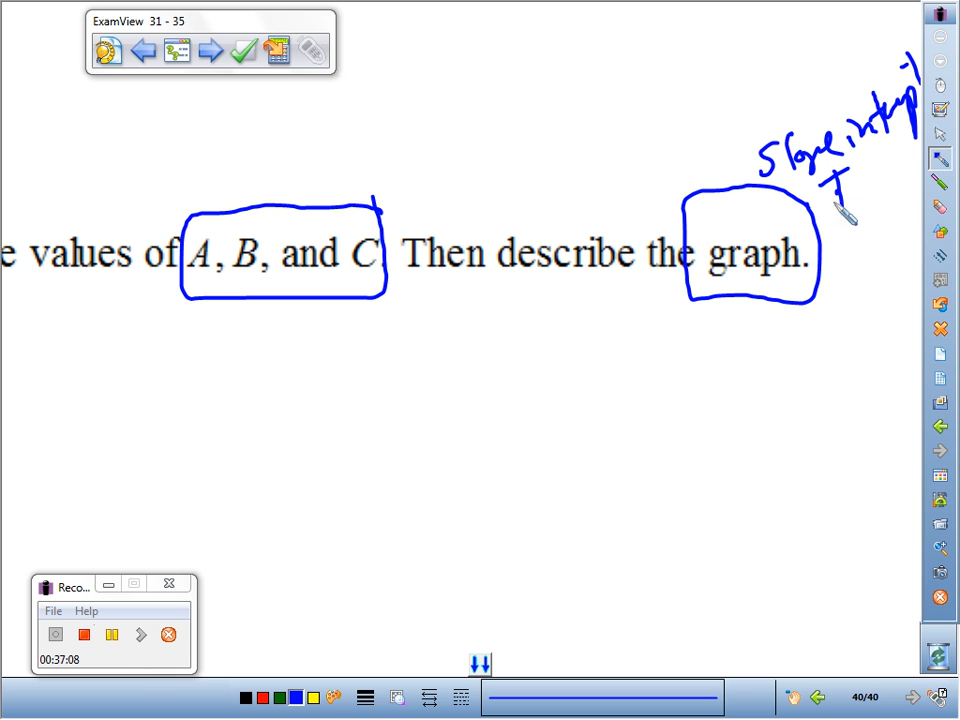 ExamView 31 - 35
Slope intercept
e values of A, B, and C. Then describe the graph.
Reco...
File Help
00:37:08
40/40